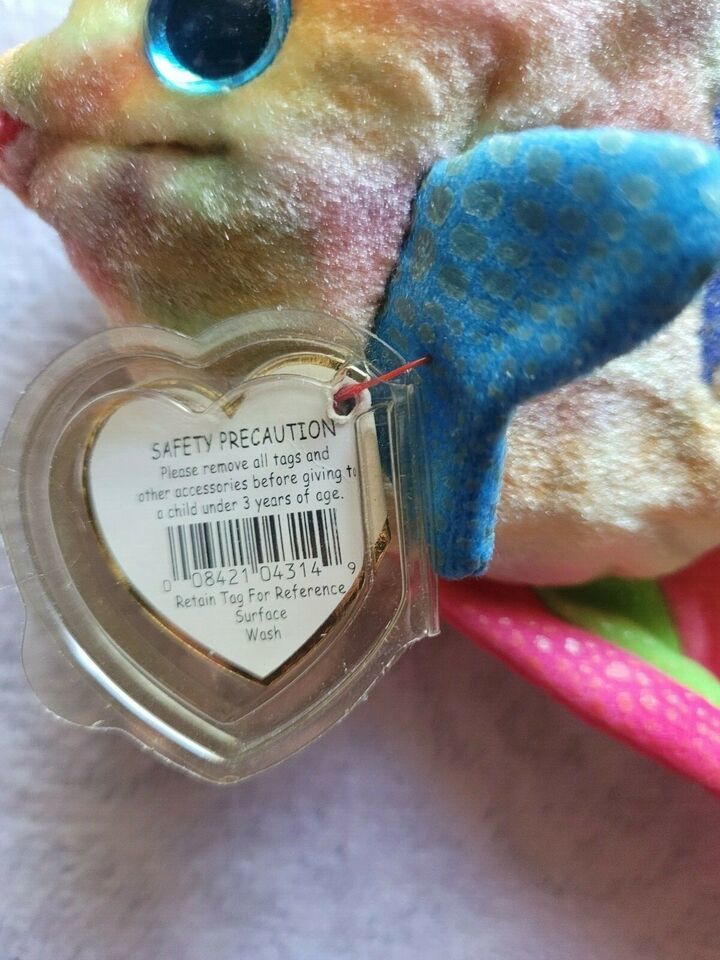 SAFETY PRECAUTION
Please remove all tags and
other accessories before giving to
a child under 3 years of age.
0 08421 04314 9
Retain Tag For Reference
Surface
Wash